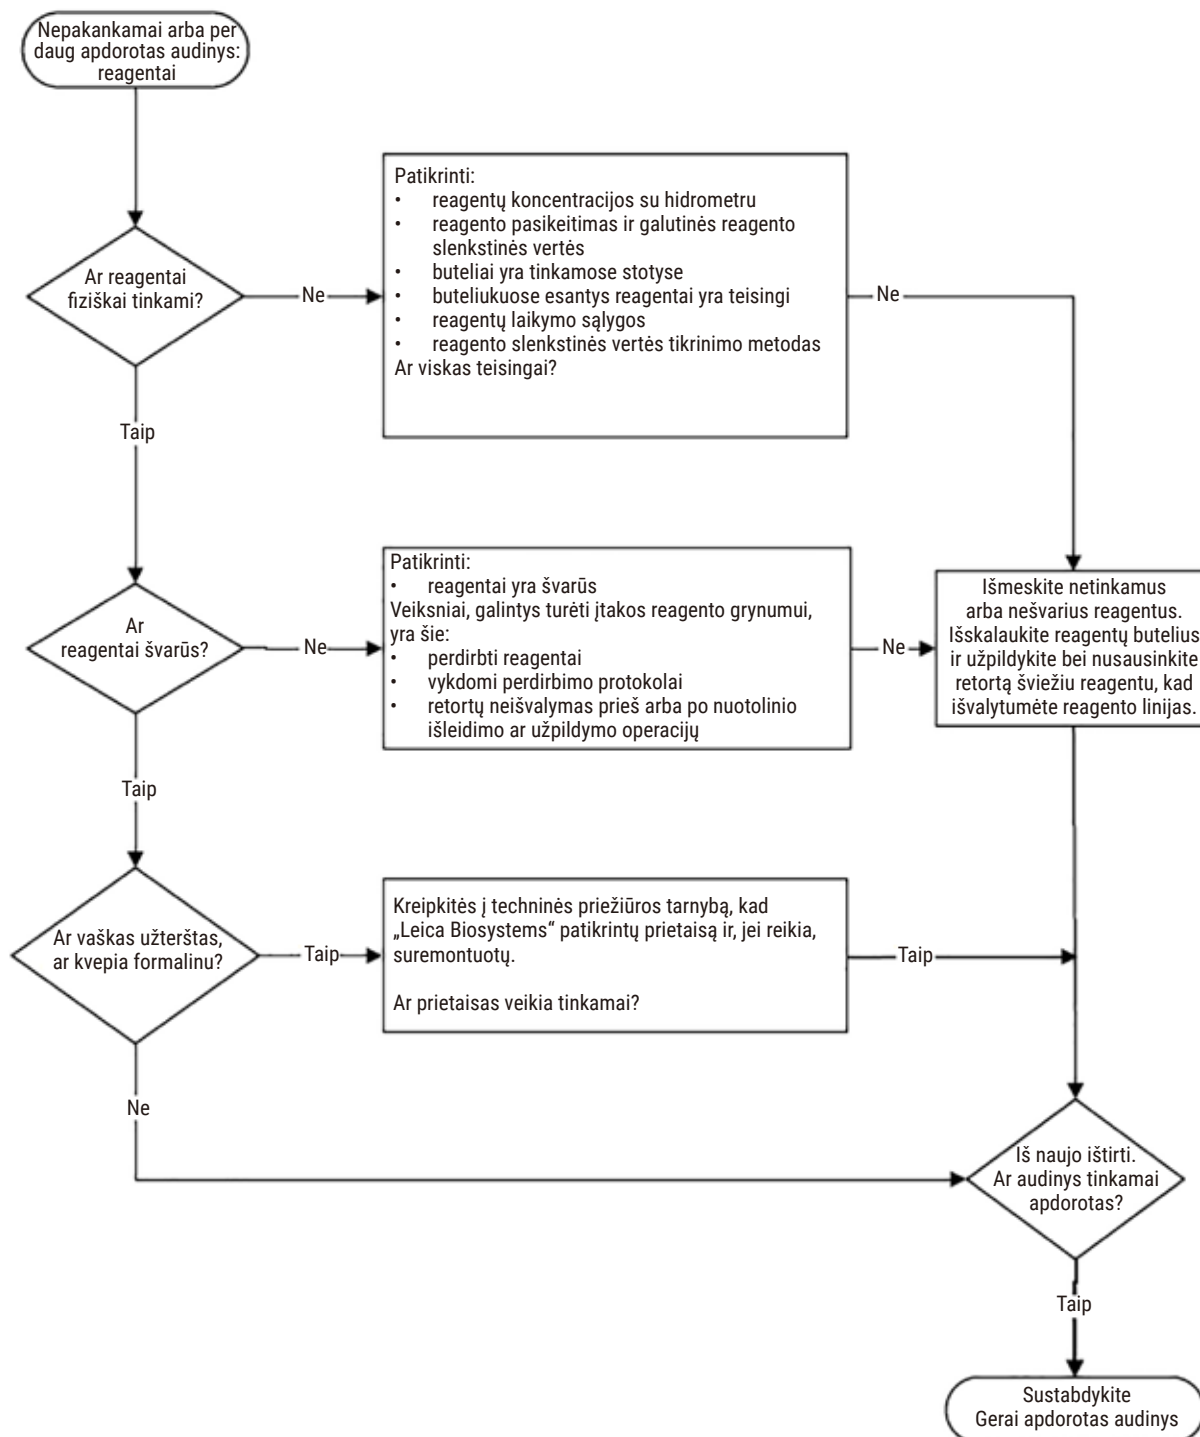 Nepakankamai arba per
daug apdorotas audinys:
reagentai
Ar reagentai
fiziškai tinkami?
Ne
Patikrinti:
• reagentų koncentracijos su hidrometru
• reagento pasikeitimas ir galutinės reagento
slenkstinės vertės
• buteliai yra tinkamose stotyse
• buteliukuose esantys reagentai yra teisingi
• reagentų laikymo sąlygos
• reagento slenkstinės vertės tikrinimo metodas
Ar viskas teisingai?
Ne
Taip
Ar
reagentai švarūs?
Ne
Patikrinti:
• reagentai yra švarūs
Veiksniai, galintys turėti įtakos reagento grynumui,
yra šie:
• perdirbti reagentai
• vykdomi perdirbimo protokolai
• retortų neišvalymas prieš arba po nuotolinio
išleidimo ar užpildymo operacijų
Ne
Išmeskite netinkamus
arba nešvarius reagentus.
Išskalaukite reagentų butelius
ir užpildykite bei nusausinkite
retortą šviežiu reagentu, kad
išvalytumėte reagento linijas.
Taip
Ar vaškas užterštas,
ar kvepia formalinu?
Taip
Kreipkitės į techninės priežiūros tarnybą, kad
„Leica Biosystems“ patikrintų prietaisą ir, jei reikia,
suremontuotų.
Ar prietaisas veikia tinkamai?
Taip
Ne
Iš naujo ištirti.
Ar audinys tinkamai
apdorotas?
Taip
Sustabdykite
Gerai apdorotas audinys